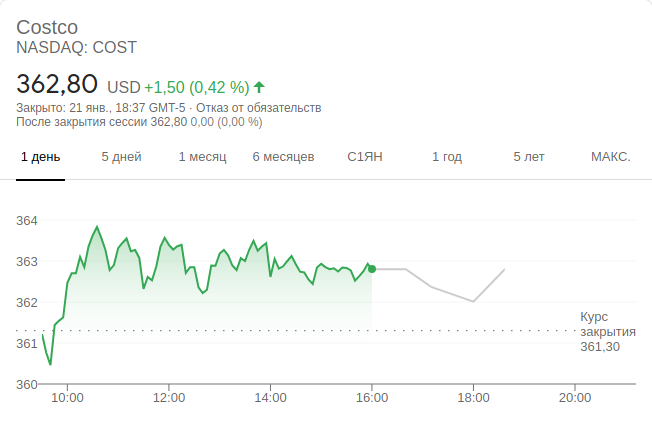 Costco
NASDAQ: COST
362,80 USD +1,50 (0,42 %)
Закрыто: 21 янв., 18:37 GMT-5 · Отказ от обязательств
После закрытия сессии 362,80 0,00 (0,00 %)
1 день 5 дней 1 месяц 6 месяцев С1ЯН 1 год 5 лет МАКС.
364
363
362
361
360
Курс
закрытия
361,30
10:00 12:00 14:00 16:00 18:00 20:00